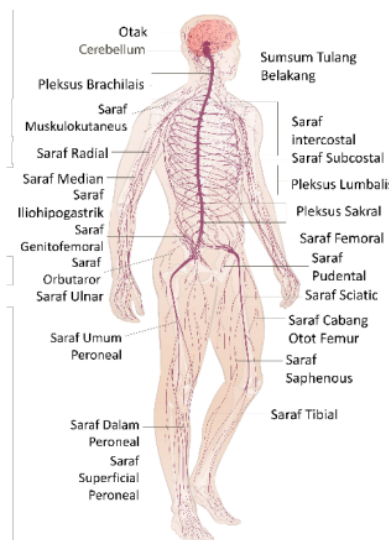 Otak
Cerebellum
Pleksus Brachilais
Saraf
Muskulokutaneus
Saraf Radial
Saraf Median
Saraf
Iliohipogastrik
Saraf
Genitofemoral
Saraf
Orbutaror
Saraf Ulnar
Saraf Umum
Peroneal
Saraf Dalam
Peroneal
Saraf
Superficial
Peroneal
Sumsum Tulang
Belakang
Saraf
intercostal
Saraf Subcostal
Pleksus Lumbalis
Pleksus Sakral
Saraf Femoral
Saraf
Pudental
Saraf Sciatic
Saraf Cabang
Otot Femur
Saraf
Saphenous
Saraf Tibial